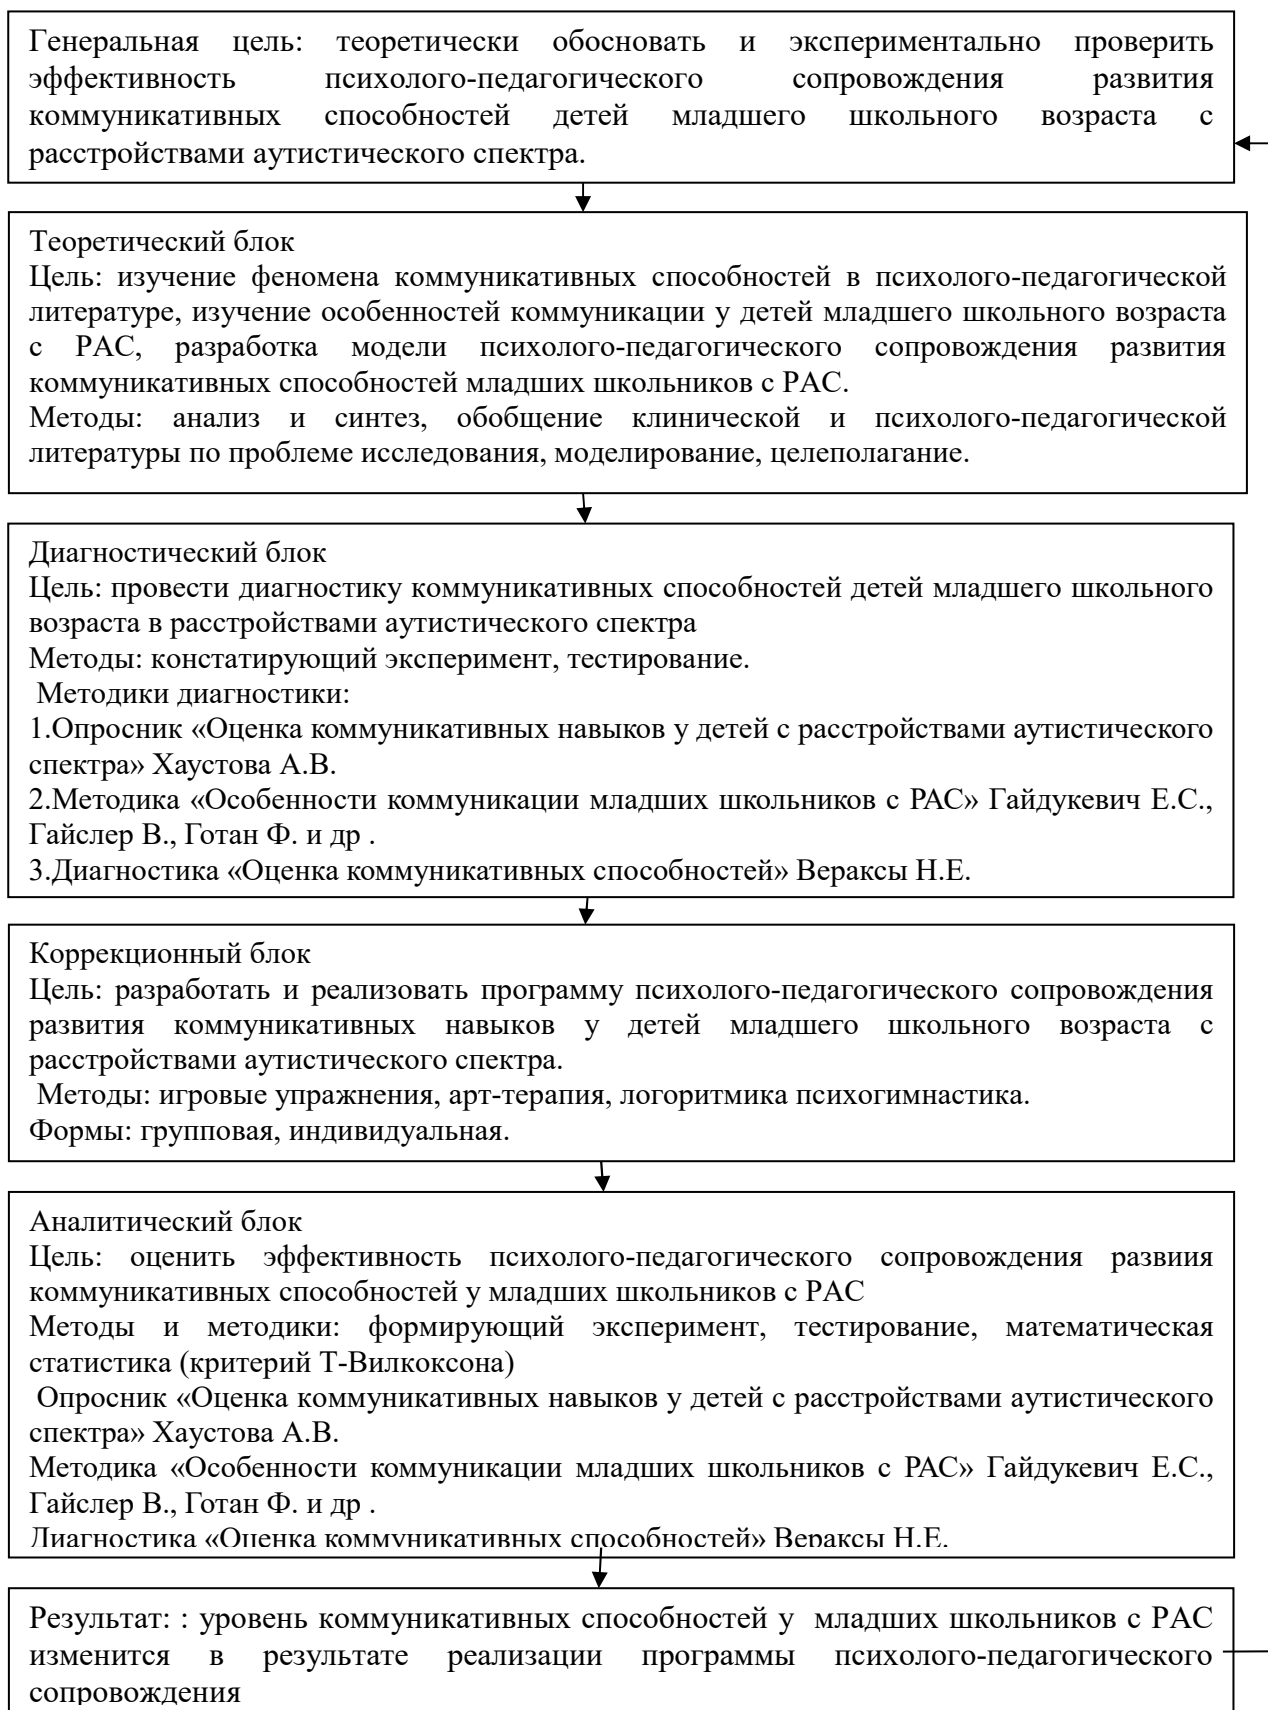 Генеральная цель: теоретически обосновать и экспериментально проверить
эффективность психолого-педагогического сопровождения развития
коммуникативных способностей детей младшего школьного возраста с
расстройствами аутистического спектра.
Теоретический блок
Цель: изучение феномена коммуникативных способностей в психолого-педагогической
литературе, изучение особенностей коммуникации у детей младшего школьного возраста
с РАС, разработка модели психолого-педагогического сопровождения развития
коммуникативных способностей младших школьников с РАС.
Методы: анализ и синтез, обобщение клинической и психолого-педагогической
литературы по проблеме исследования, моделирование, целеполагание.
Диагностический блок
Цель: провести диагностику коммуникативных способностей детей младшего школьного
возраста в расстройствами аутистического спектра
Методы: констатирующий эксперимент, тестирование.
Методики диагностики:
1.Опросник «Оценка коммуникативных навыков у детей с расстройствами аутистического
спектра» Хаустова А.В.
2.Методика «Особенности коммуникации младших школьников с РАС» Гайдукевич Е.С.,
Гайслер В., Готан Ф. и др .
3.Диагностика «Оценка коммуникативных способностей» Вераксы Н.Е.
Коррекционный блок
Цель: разработать и реализовать программу психолого-педагогического сопровождения
развития коммуникативных навыков у детей младшего школьного возраста с
расстройствами аутистического спектра.
Методы: игровые упражнения, арт-терапия, логоритмика психогимнастика.
Формы: групповая, индивидуальная.
Аналитический блок
Цель: оценить эффективность психолого-педагогического сопровождения развиия
коммуникативных способностей у младших школьников с РАС
Методы и методики: формирующий эксперимент, тестирование, математическая
статистика (критерий Т-Вилкоксона)
Опросник «Оценка коммуникативных навыков у детей с расстройствами аутистического
спектра» Хаустова А.В.
Методика «Особенности коммуникации младших школьников с РАС» Гайдукевич Е.С.,
Гайслер В., Готан Ф. и др .
Диагностика «Оценка коммуникативных способностей» Вераксы Н.Е.
Результат: : уровень коммуникативных способностей у младших школьников с РАС
изменится в результате реализации программы психолого-педагогического
сопровождения